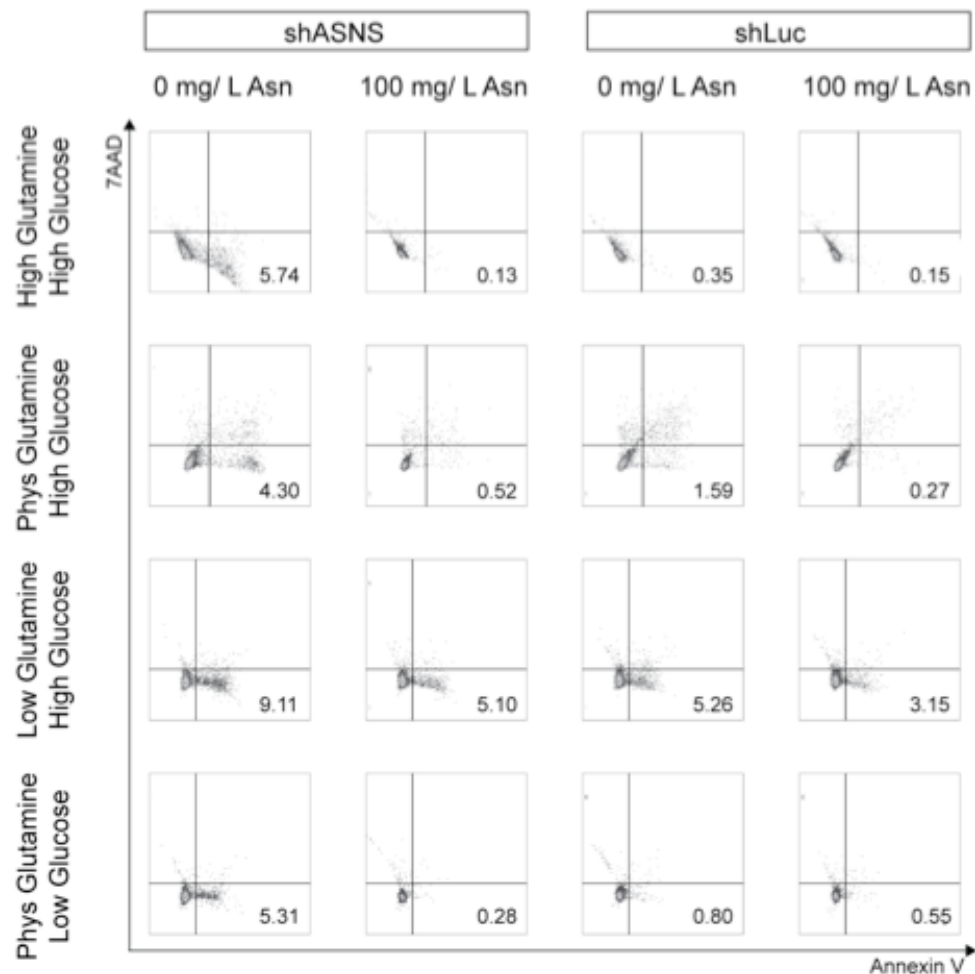 shASNS shLuc
0 mg/ L Asn 100 mg/ L Asn 0 mg/ L Asn 100 mg/ L Asn
7AAD
High Glutamine
High Glucose
5.74 0.13 0.35 0.15
Phys Glutamine
High Glucose
4.30 0.52 1.59 0.27
Low Glutamine
High Glucose
9.11 5.10 5.26 3.15
Phys Glutamine
Low Glucose
5.31 0.28 0.80 0.55
Annexin V